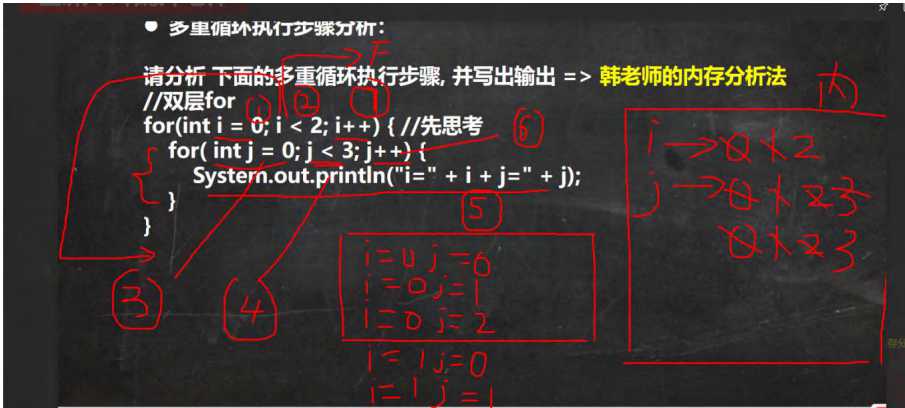 ● 多重循环执行步骤分析：
请分析 下面的多重循环执行步骤, 并写出输出 => 韩老师的内存分析法
//双层for
for(int i = 0; i < 2; i++) { //先思考
for( int j = 0; j < 3; j++) {
System.out.println("i=" + i + j=" + j);
}
}
F
①
②
7
⑥
③
④
5
内
i→0 1 2
j→0 1 2 3
0 1 2 3
i=0 j=0
i=0 j=1
i=0 j=2
i=1 j=0
i=1 j=1